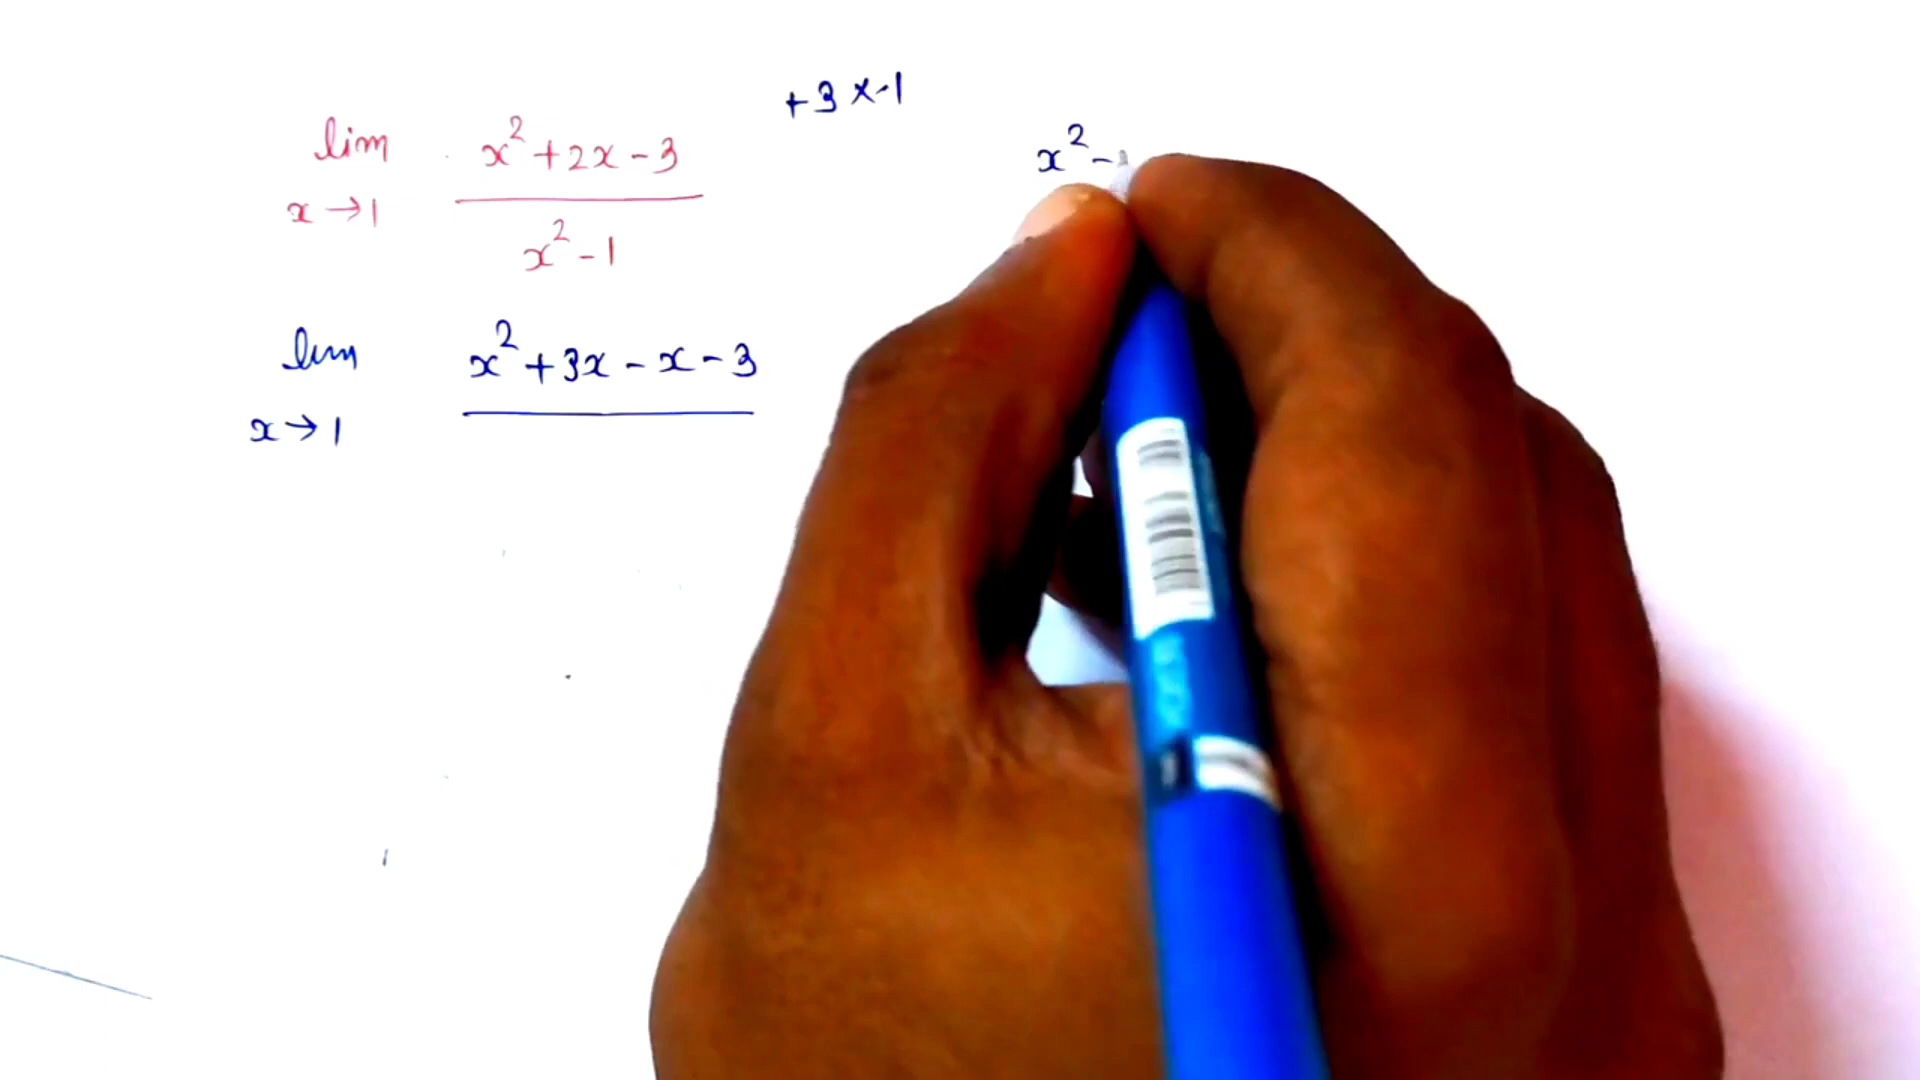 +3 x -1
lim x² + 2x - 3
x → 1 x² - 1
x² -
lim x² + 3x - x - 3
x → 1